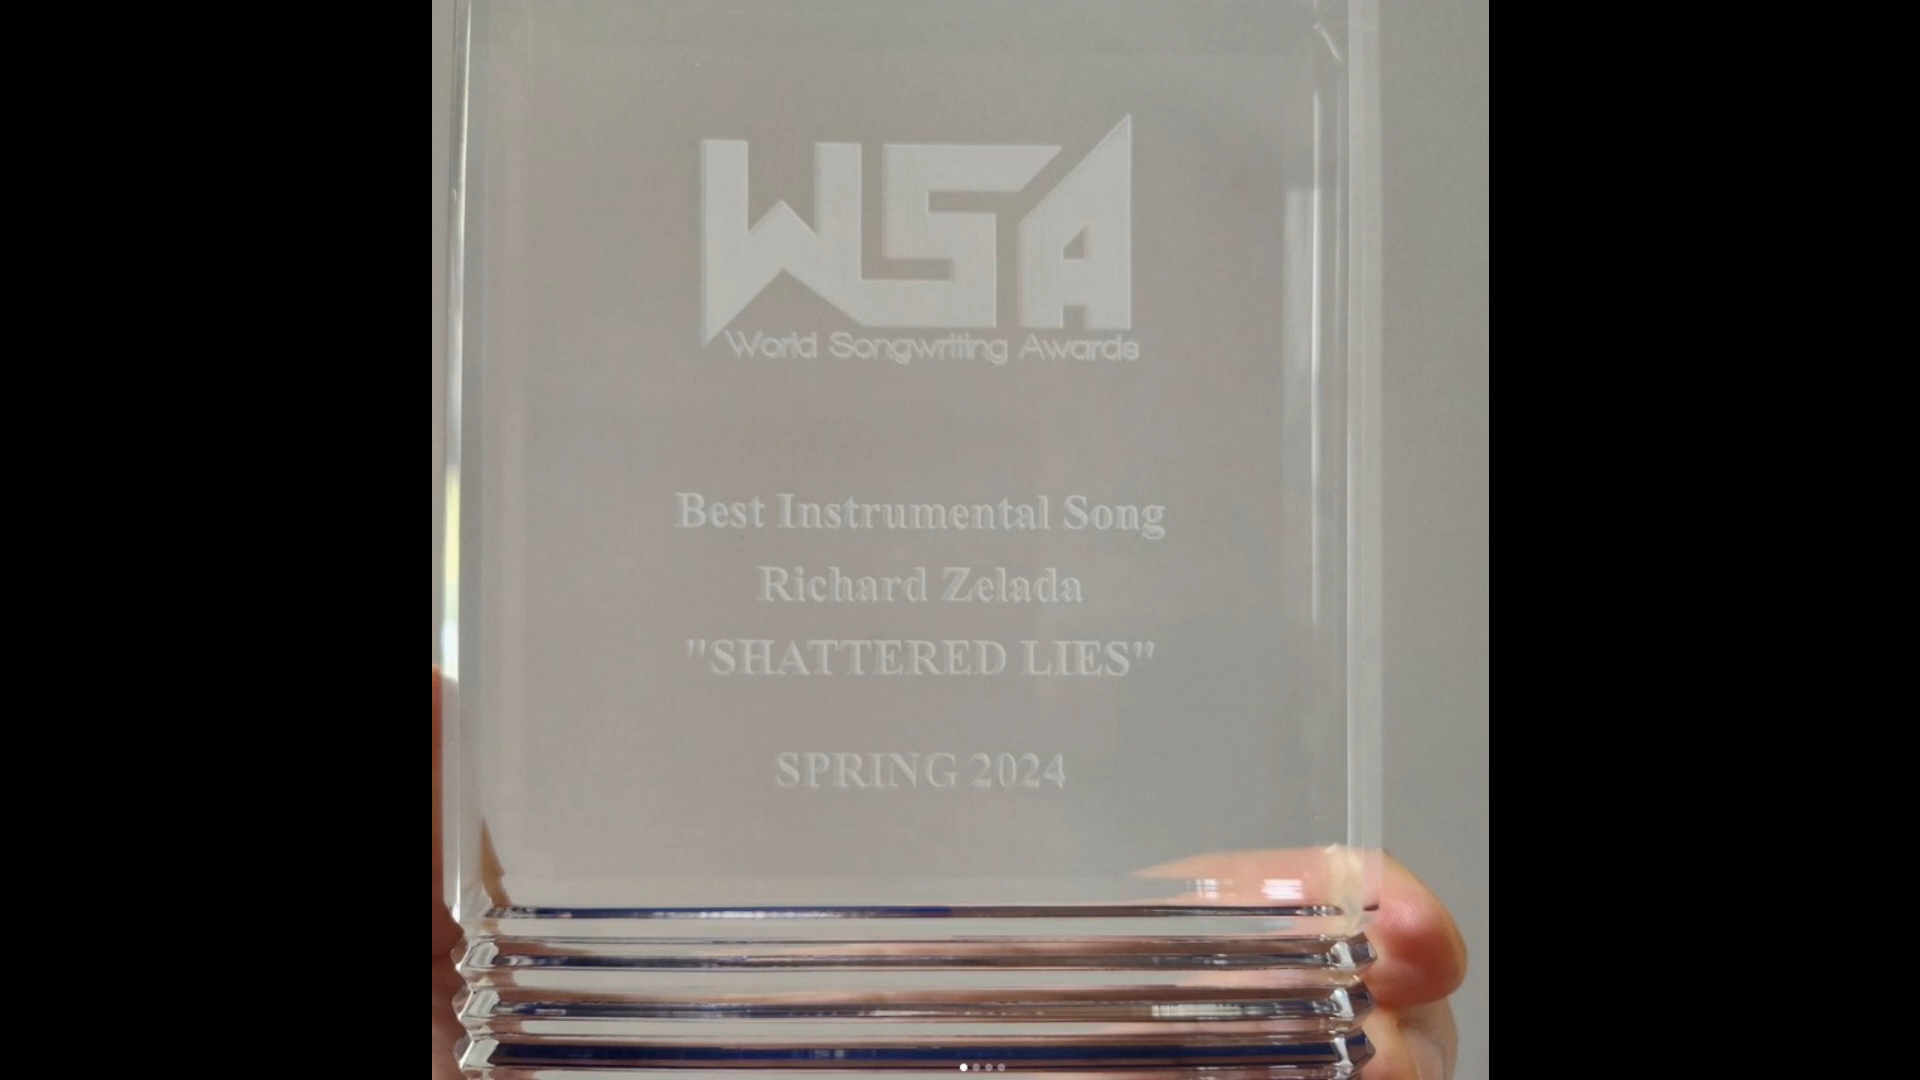 WSA
World Songwriting Awards
Best Instrumental Song
Richard Zelada
"SHATTERED LIES"
SPRING 2024